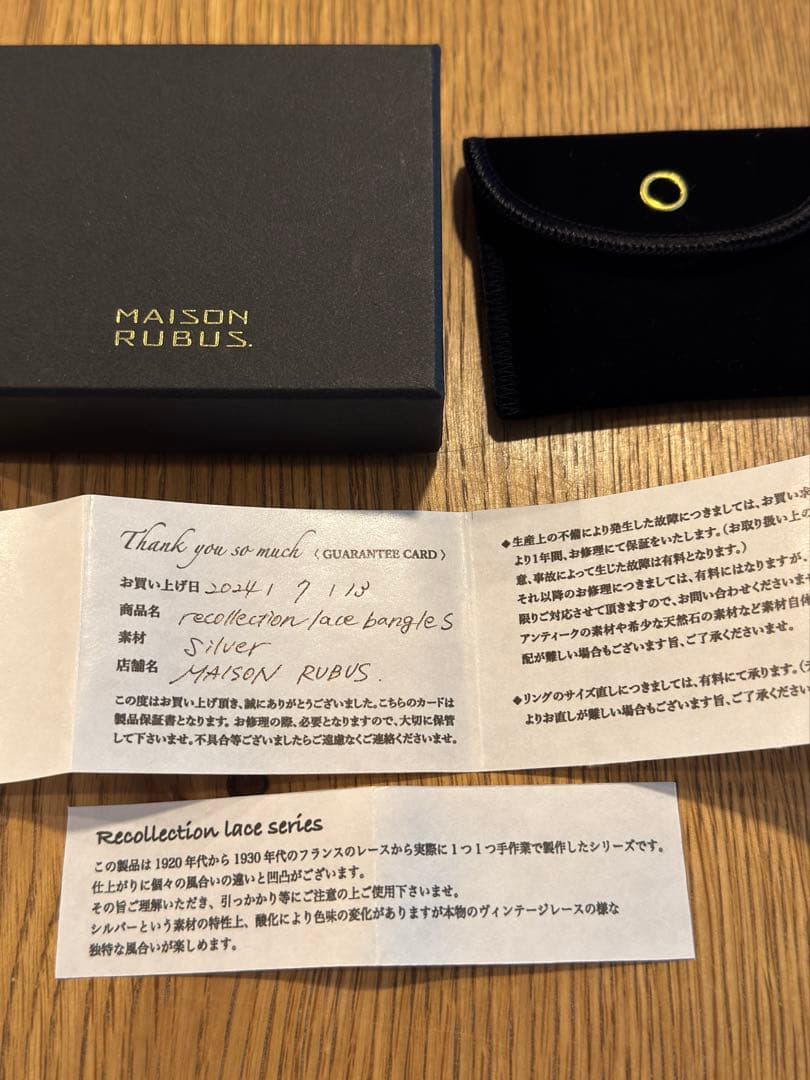 MAISON
RUBUS.
Thank you so much 〈 GUARANTEE CARD 〉
お買い上げ日 2024 / 7 / 13
商品名 recollection lace bangle S
素材 Silver
店舗名 MAISON RUBUS.
この度はお買い上げ頂き、誠にありがとうございました。こちらのカードは
製品保証書となります。お修理の際、必要となりますので、大切に保管
して下さいませ。不具合等ございましたらご遠慮なくご連絡くださいませ。
◆生産上の不備により発生した故障につきましては、お買い求
より1年間、お修理にて保証をいたします。（お取り扱い上の
意、事故によって生じた故障は有料となります。）
それ以降のお修理につきましては、有料にはなりますが、
限りご対応させて頂きますので、お問い合わせくださいませ
アンティークの素材や希少な天然石の素材など素材自体
配が難しい場合もございます旨、ご了承くださいませ。
◆リングのサイズ直しにつきましては、有料にて承ります。（デ
よりお直しが難しい場合もございます旨、ご了承ください
Recollection lace series
この製品は 1920 年代から 1930 年代のフランスのレースから実際に 1 つ 1 つ手作業で製作したシリーズです。
仕上がりに個々の風合いの違いと凹凸がございます。
その旨ご理解いただき、引っかかり等にご注意の上ご使用下さいませ。
シルバーという素材の特性上、酸化により色味の変化がありますが本物のヴィンテージレースの様な
独特な風合いが楽しめます。